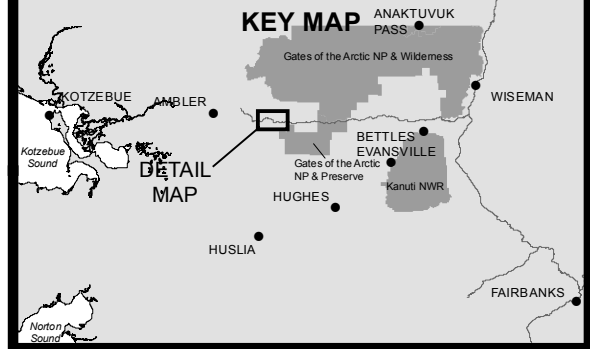 KEY MAP
ANAKTUVUK
PASS
Gates of the Arctic NP & Wilderness
KOTZEBUE
AMBLER
WISEMAN
Kotzebue
Sound
DETAIL
MAP
BETTLES
EVANSVILLE
Gates of the Arctic
NP & Preserve
Kanuti NWR
HUGHES
HUSLIA
FAIRBANKS
Norton
Sound